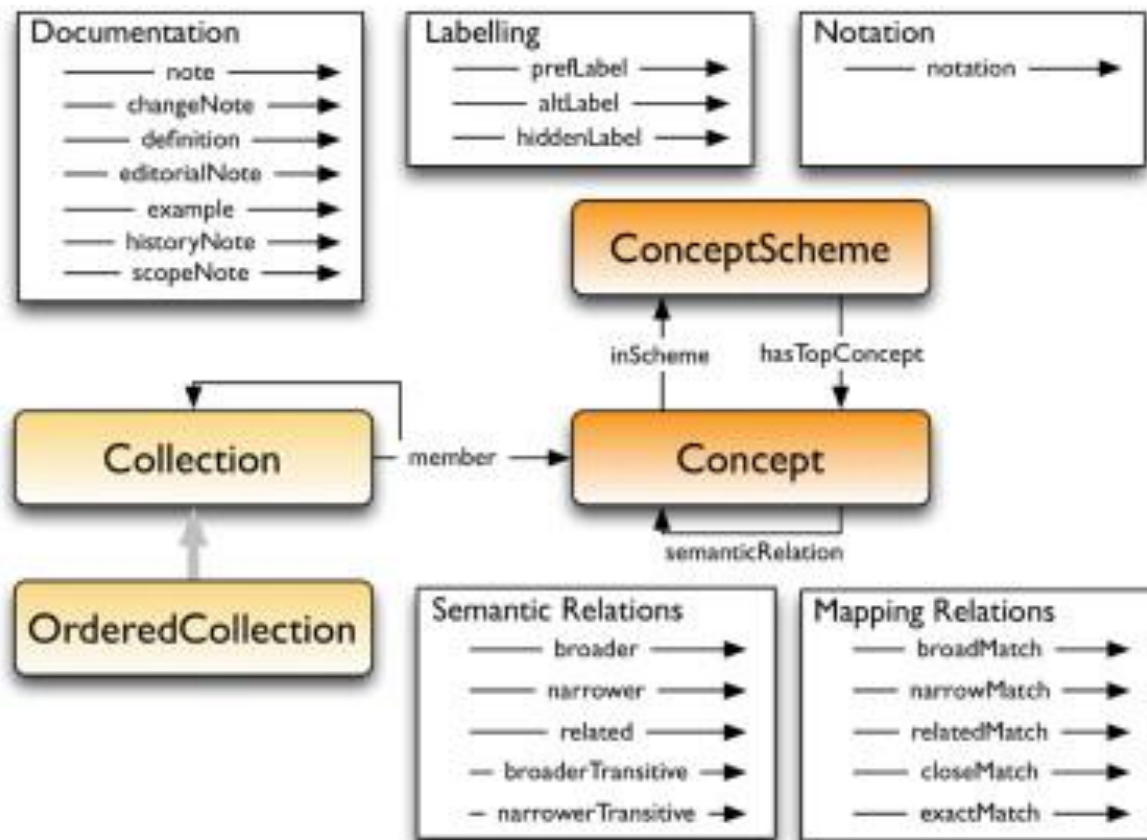 Documentation
note
changeNote
definition
editorialNote
example
historyNote
scopeNote
Labelling
prefLabel
altLabel
hiddenLabel
Notation
notation
ConceptScheme
inScheme
hasTopConcept
Collection
member
Concept
semanticRelation
OrderedCollection
Semantic Relations
broader
narrower
related
broaderTransitive
narrowerTransitive
Mapping Relations
broadMatch
narrowMatch
relatedMatch
closeMatch
exactMatch